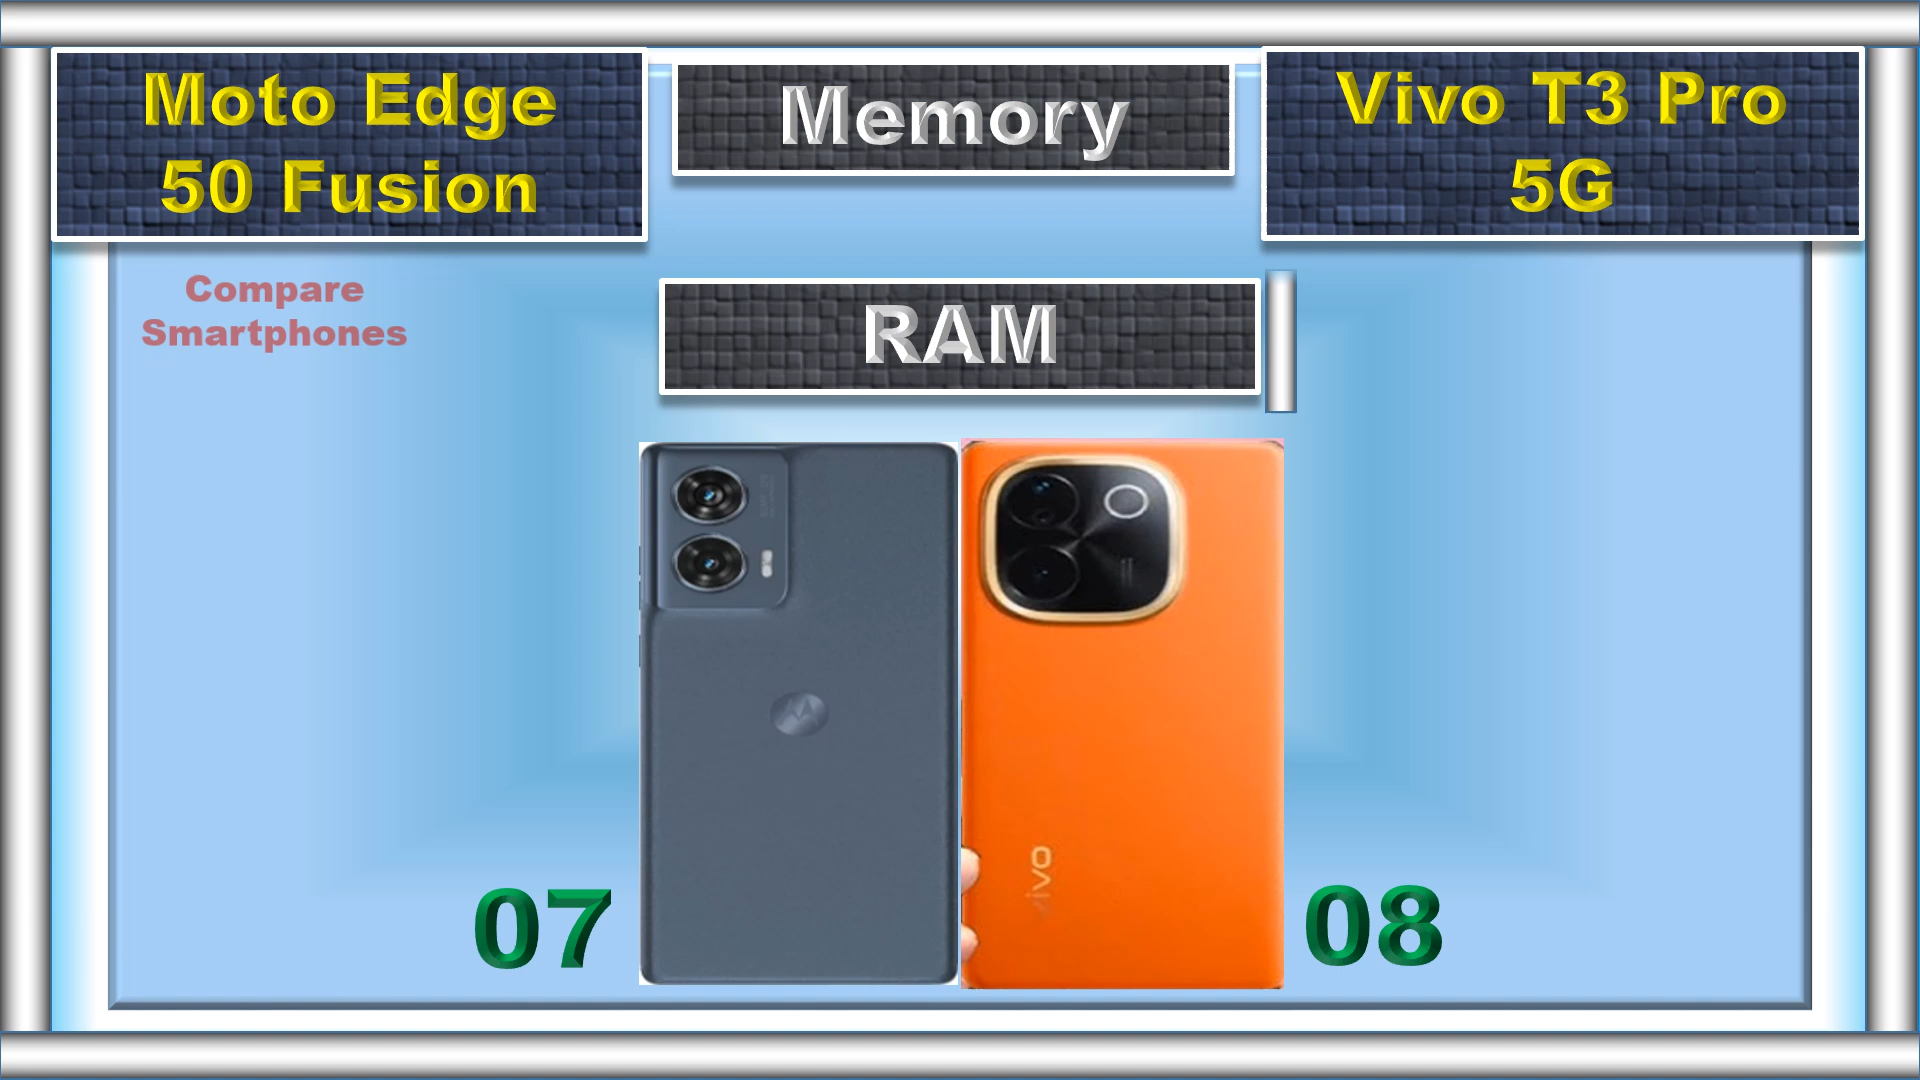 Moto Edge
50 Fusion
Memory
Vivo T3 Pro
5G
Compare
Smartphones
RAM
vivo
07
08